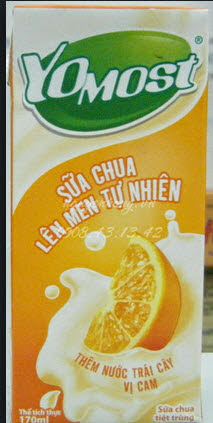 YOMOST®
SỮA CHUA
LÊN MEN TỰ NHIÊN
THÊM NƯỚC TRÁI CÂY
VỊ CAM
Thể tích thực
170ml
Sữa chua
tiệt trùng